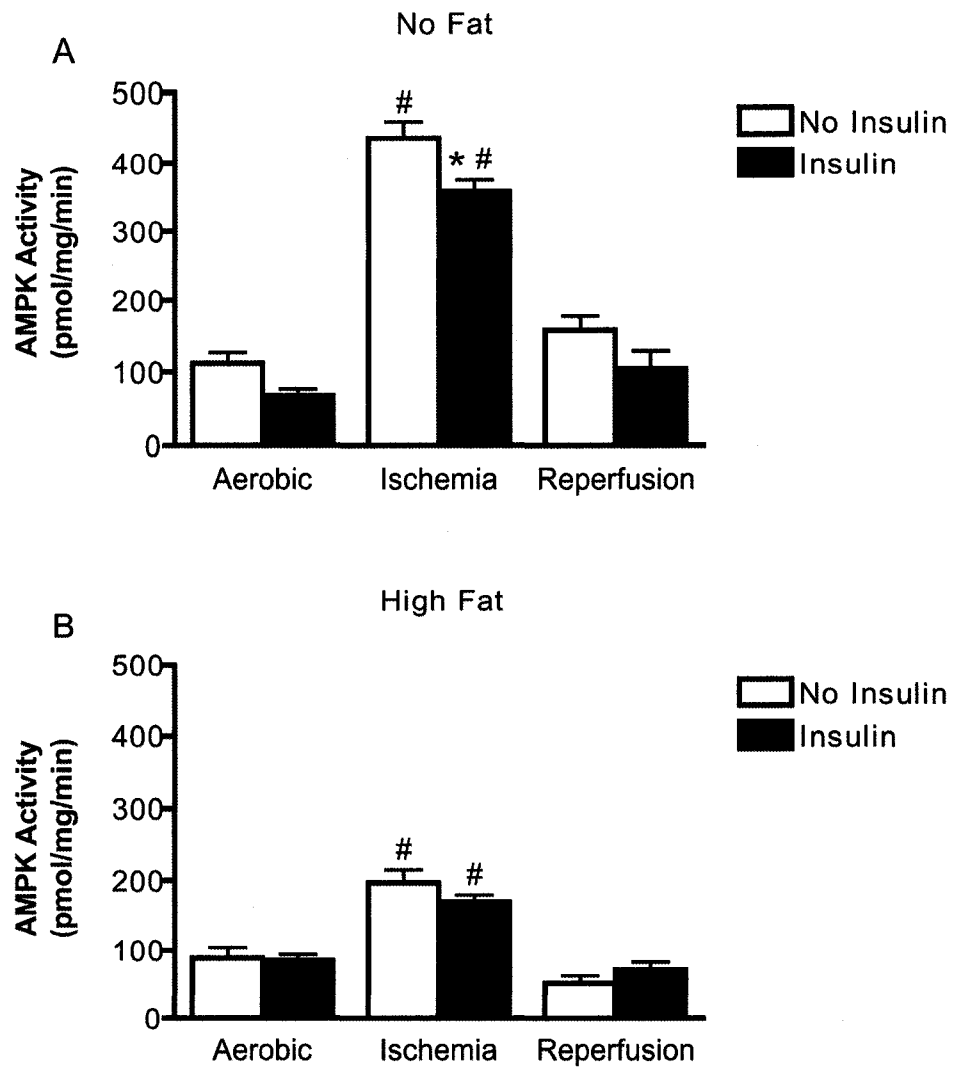 A
No Fat
500
400
300
200
100
0
AMPK Activity
(pmol/mg/min)
#
* #
No Insulin
Insulin
Aerobic Ischemia Reperfusion
B
High Fat
500
400
300
200
100
0
AMPK Activity
(pmol/mg/min)
#
#
No Insulin
Insulin
Aerobic Ischemia Reperfusion